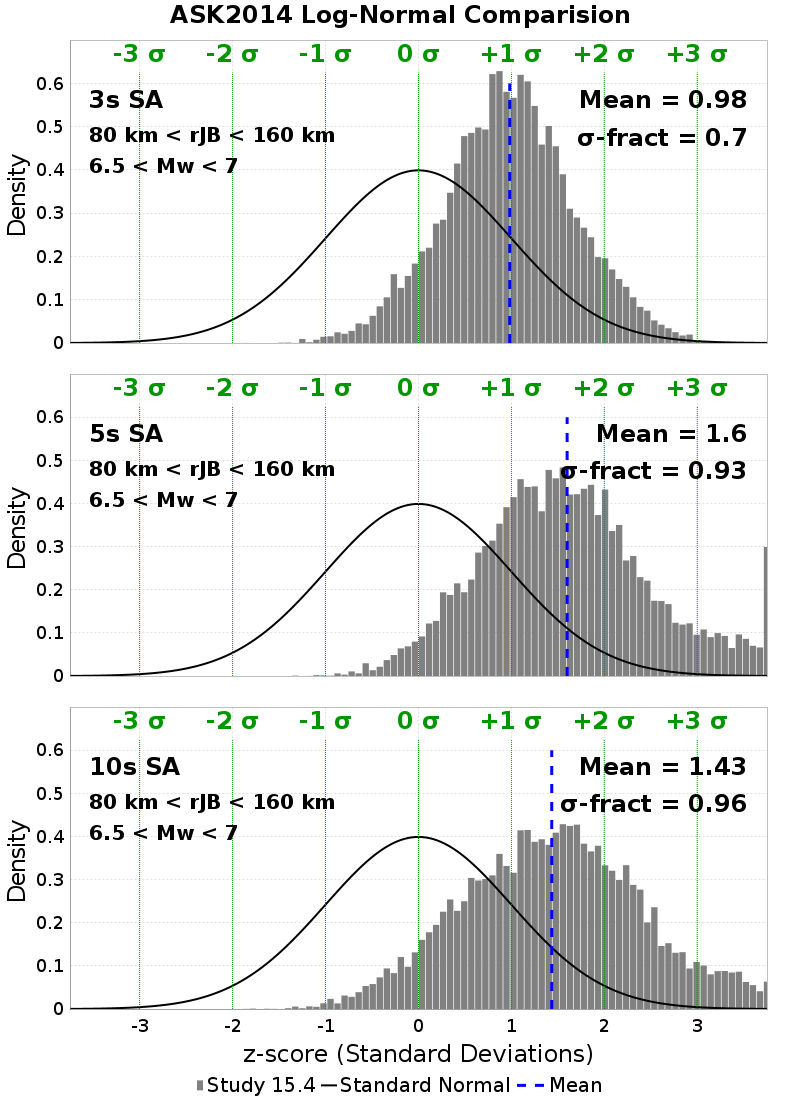 ASK2014 Log-Normal Comparision
-3 σ -2 σ -1 σ 0 σ +1 σ +2 σ +3 σ
3s SA
80 km < rJB < 160 km
6.5 < Mw < 7
Mean = 0.98
σ-fract = 0.7
Density
0.6
0.5
0.4
0.3
0.2
0.1
0
-3 σ -2 σ -1 σ 0 σ +1 σ +2 σ +3 σ
5s SA
80 km < rJB < 160 km
6.5 < Mw < 7
Mean = 1.6
σ-fract = 0.93
Density
0.6
0.5
0.4
0.3
0.2
0.1
0
-3 σ -2 σ -1 σ 0 σ +1 σ +2 σ +3 σ
10s SA
80 km < rJB < 160 km
6.5 < Mw < 7
Mean = 1.43
σ-fract = 0.96
Density
0.6
0.5
0.4
0.3
0.2
0.1
0
-3 -2 -1 0 1 2 3
z-score (Standard Deviations)
Study 15.4 Standard Normal Mean